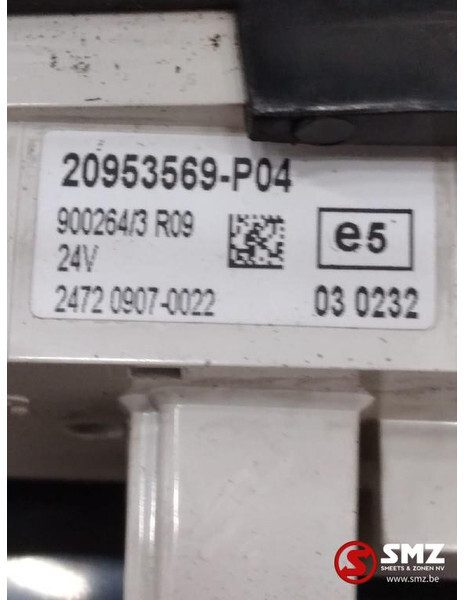 20953569-P04
900264/3 R09
24V
2472 0907-0022
e5
03 0232
SMZ
SMEETS & ZONEN NV
www.smz.be